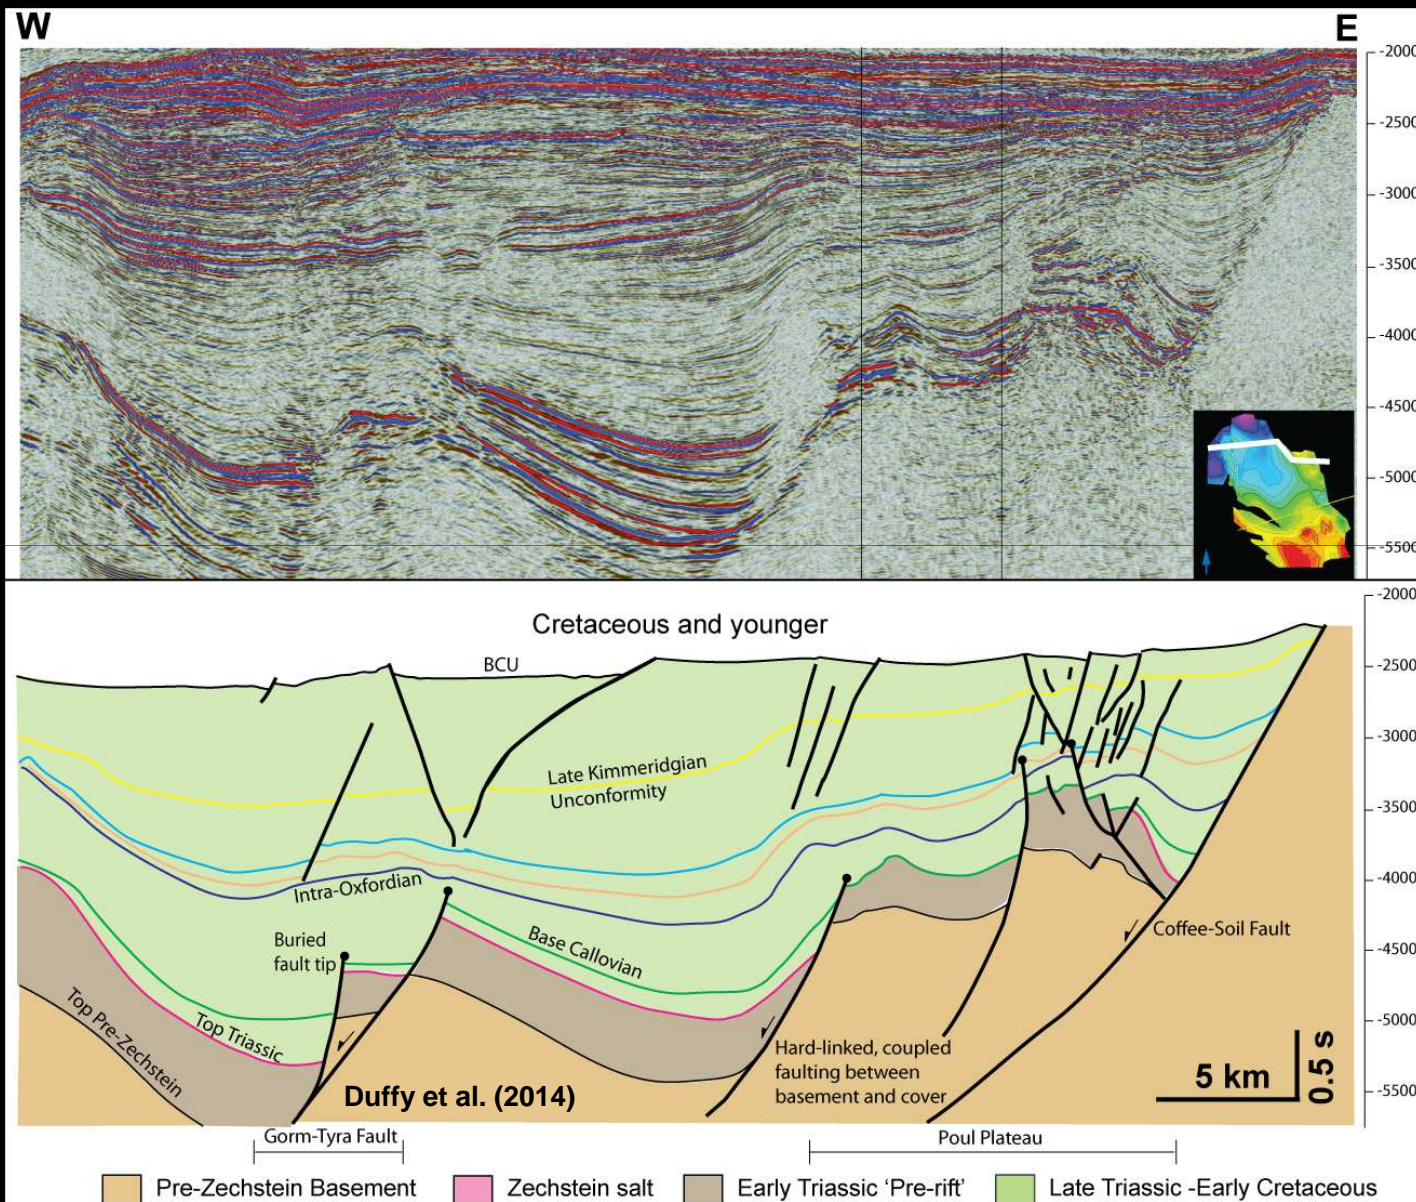 W
E
-2000
-2500
-3000
-3500
-4000
-4500
-5000
-5500
Cretaceous and younger
BCU
-2000
-2500
-3000
-3500
-4000
-4500
-5000
-5500
Late Kimmeridgian
Unconformity
Intra-Oxfordian
Buried
fault tip
Base Callovian
Coffee-Soil Fault
Top Pre-Zechstein
Top Triassic
Hard-linked, coupled
faulting between
basement and cover
5 km
0.5 s
Duffy et al. (2014)
Gorm-Tyra Fault
Poul Plateau
Pre-Zechstein Basement
Zechstein salt
Early Triassic 'Pre-rift'
Late Triassic -Early Cretaceous